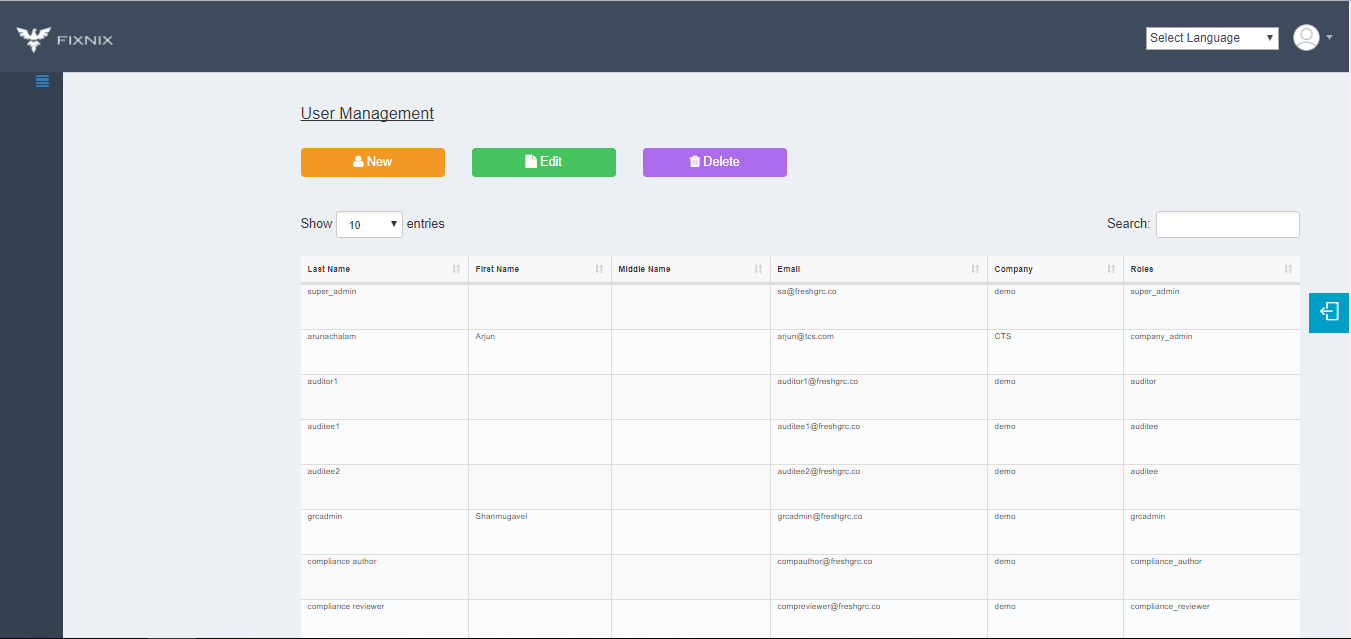 FIXNIX
Select Language
User Management
New Edit Delete
Show 10 entries Search:
Last Name First Name Middle Name Email Company Roles
super_admin sa@freshgrc.co demo super_admin
arunachalam Arjun arjun@tcs.com CTS company_admin
auditor1 auditor1@freshgrc.co demo auditor
auditee1 auditee1@freshgrc.co demo auditee
auditee2 auditee2@freshgrc.co demo auditee
grcadmin Shanmugavel grcadmin@freshgrc.co demo grcadmin
compliance author compauthor@freshgrc.co demo compliance_author
compliance reviewer compreviewer@freshgrc.co demo compliance_reviewer